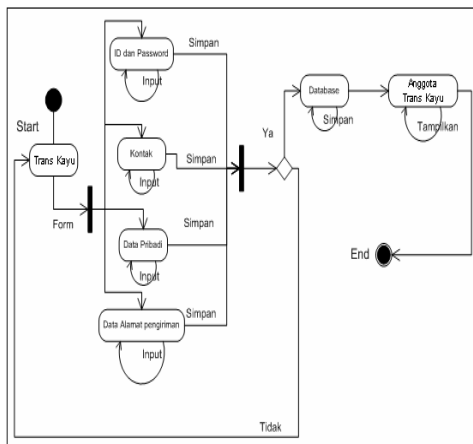 Start
Trans Kayu
Form
ID dan Password
Input
Simpan
Kontak
Input
Simpan
Data Pribadi
Input
Simpan
Data Alamat pengiriman
Input
Simpan
Ya
Tidak
Database
Simpan
Anggota
Trans Kayu
Tampilkan
End